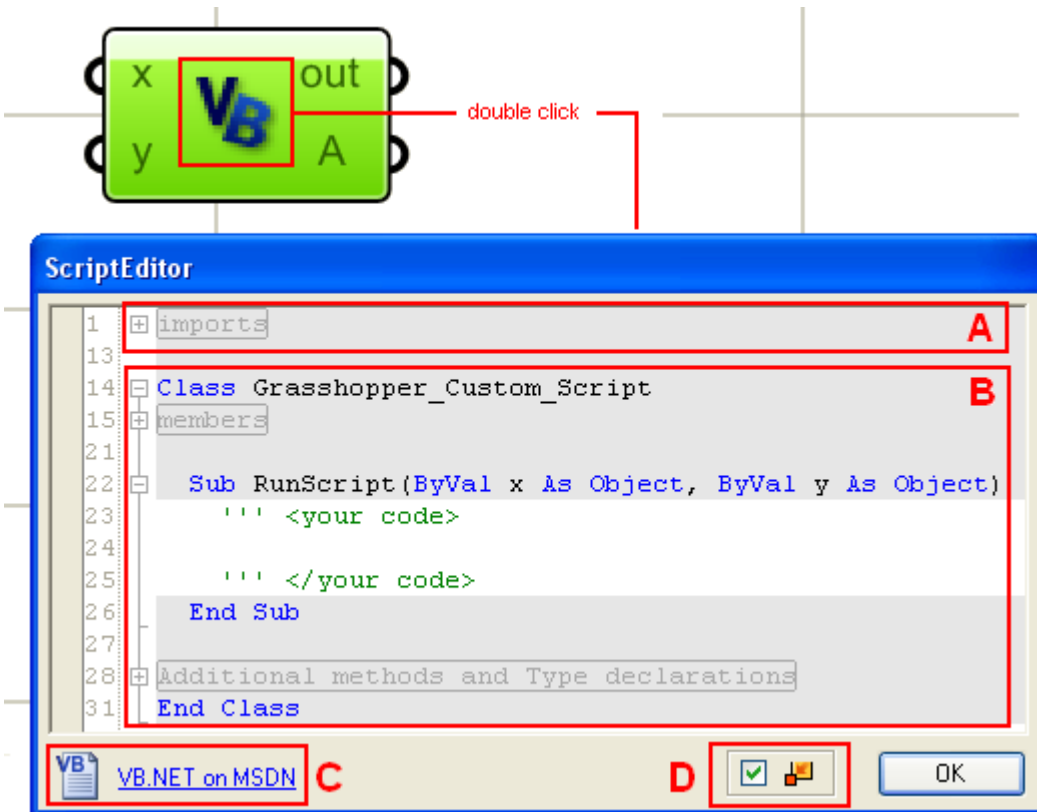 x VB out
double click
y A
ScriptEditor
1 imports A
13
14 Class Grasshopper_Custom_Script B
15 members
21
22 Sub RunScript(ByVal x As Object, ByVal y As Object)
23 ''' <your code>
24
25 ''' </your code>
26 End Sub
27
28 Additional methods and Type declarations
31 End Class
VB VB.NET on MSDN C D OK